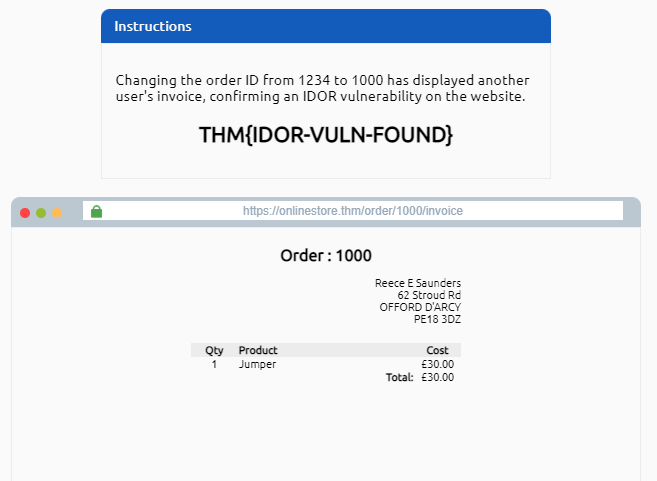 Instructions
Changing the order ID from 1234 to 1000 has displayed another
user's invoice, confirming an IDOR vulnerability on the website.
THM{IDOR-VULN-FOUND}
https://onlinestore.thm/order/1000/invoice
Order : 1000
Reece E Saunders
62 Stroud Rd
OFFORD D'ARCY
PE18 3DZ
Qty Product Cost
1 Jumper £30.00
Total: £30.00